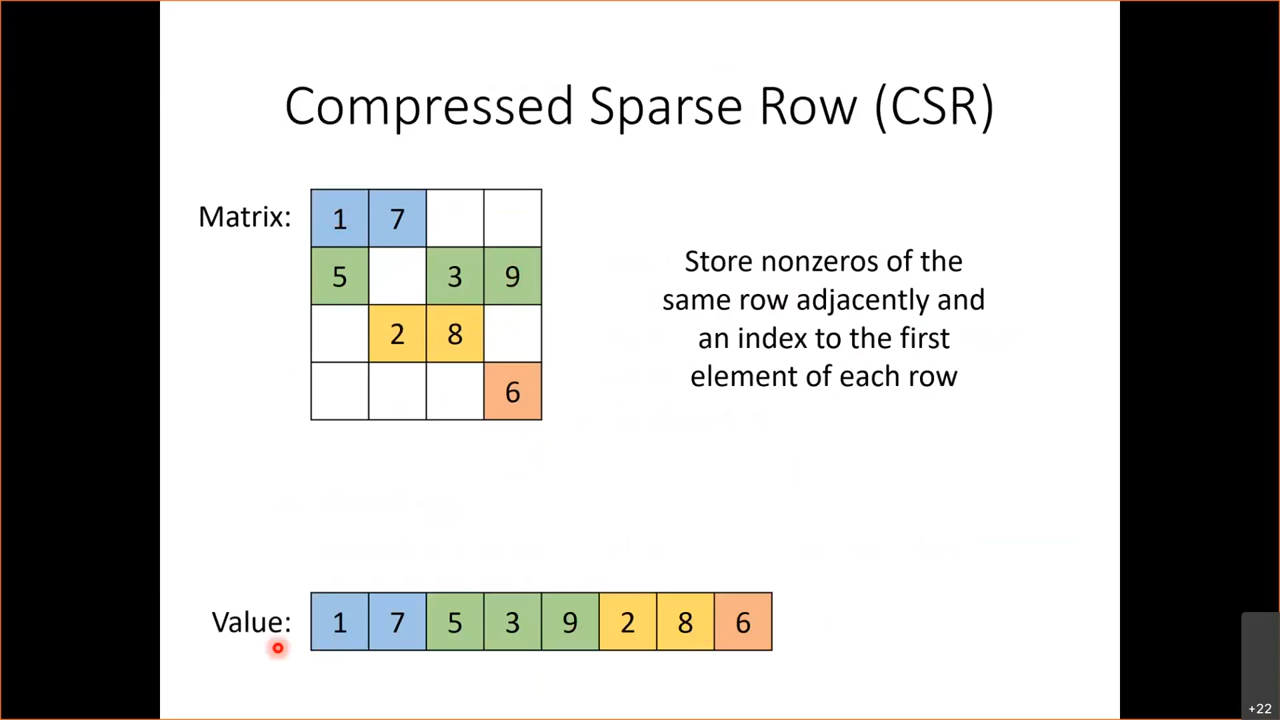 Compressed Sparse Row (CSR)
Matrix:
1 7
5 3 9
2 8
6
Store nonzeros of the
same row adjacently and
an index to the first
element of each row
Value:
1 7 5 3 9 2 8 6
+22